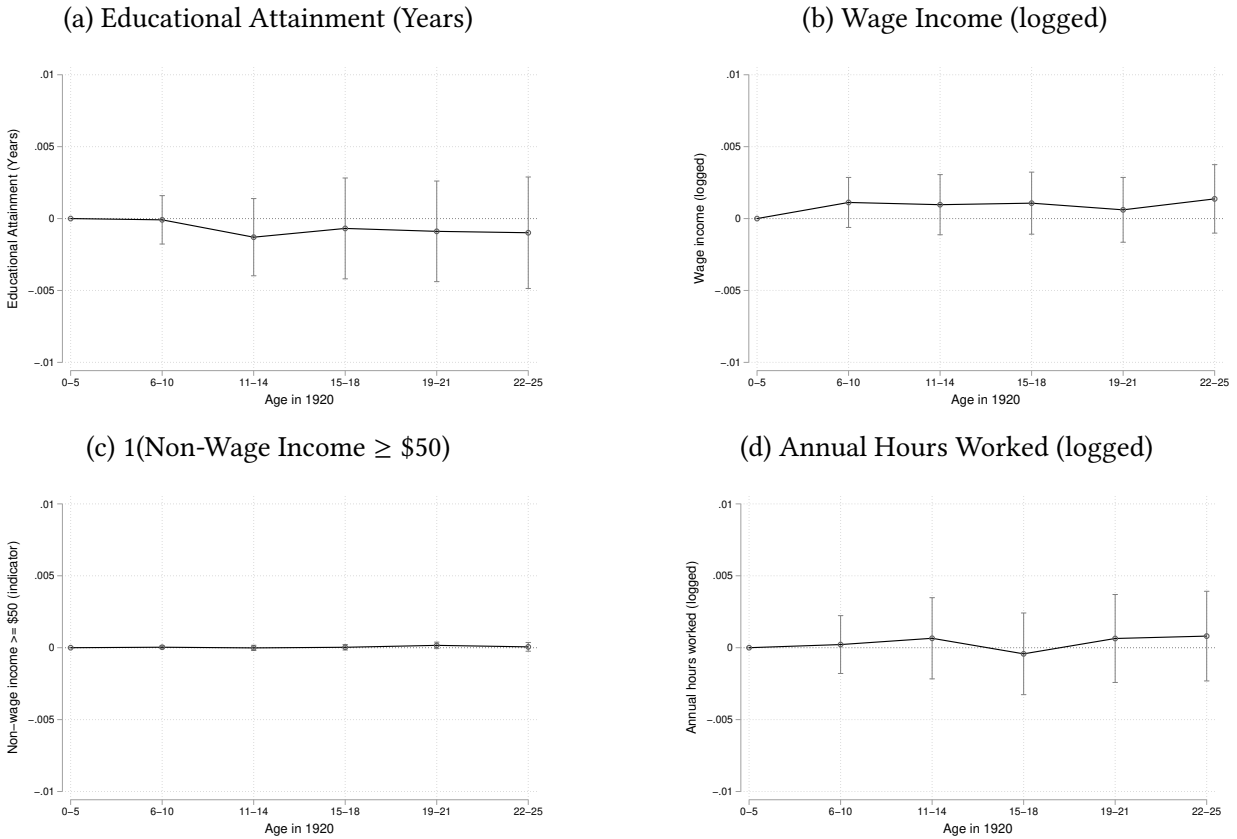 (a) Educational Attainment (Years)
Educational Attainment (Years)
.01
.005
0
−.005
−.01
0−5 6−10 11−14 15−18 19−21 22−25
Age in 1920
(b) Wage Income (logged)
Wage income (logged)
.01
.005
0
−.005
−.01
0−5 6−10 11−14 15−18 19−21 22−25
Age in 1920
(c) 1(Non-Wage Income ≥ $50)
Non−wage income >= $50 (indicator)
.01
.005
0
−.005
−.01
0−5 6−10 11−14 15−18 19−21 22−25
Age in 1920
(d) Annual Hours Worked (logged)
Annual hours worked (logged)
.01
.005
0
−.005
−.01
0−5 6−10 11−14 15−18 19−21 22−25
Age in 1920